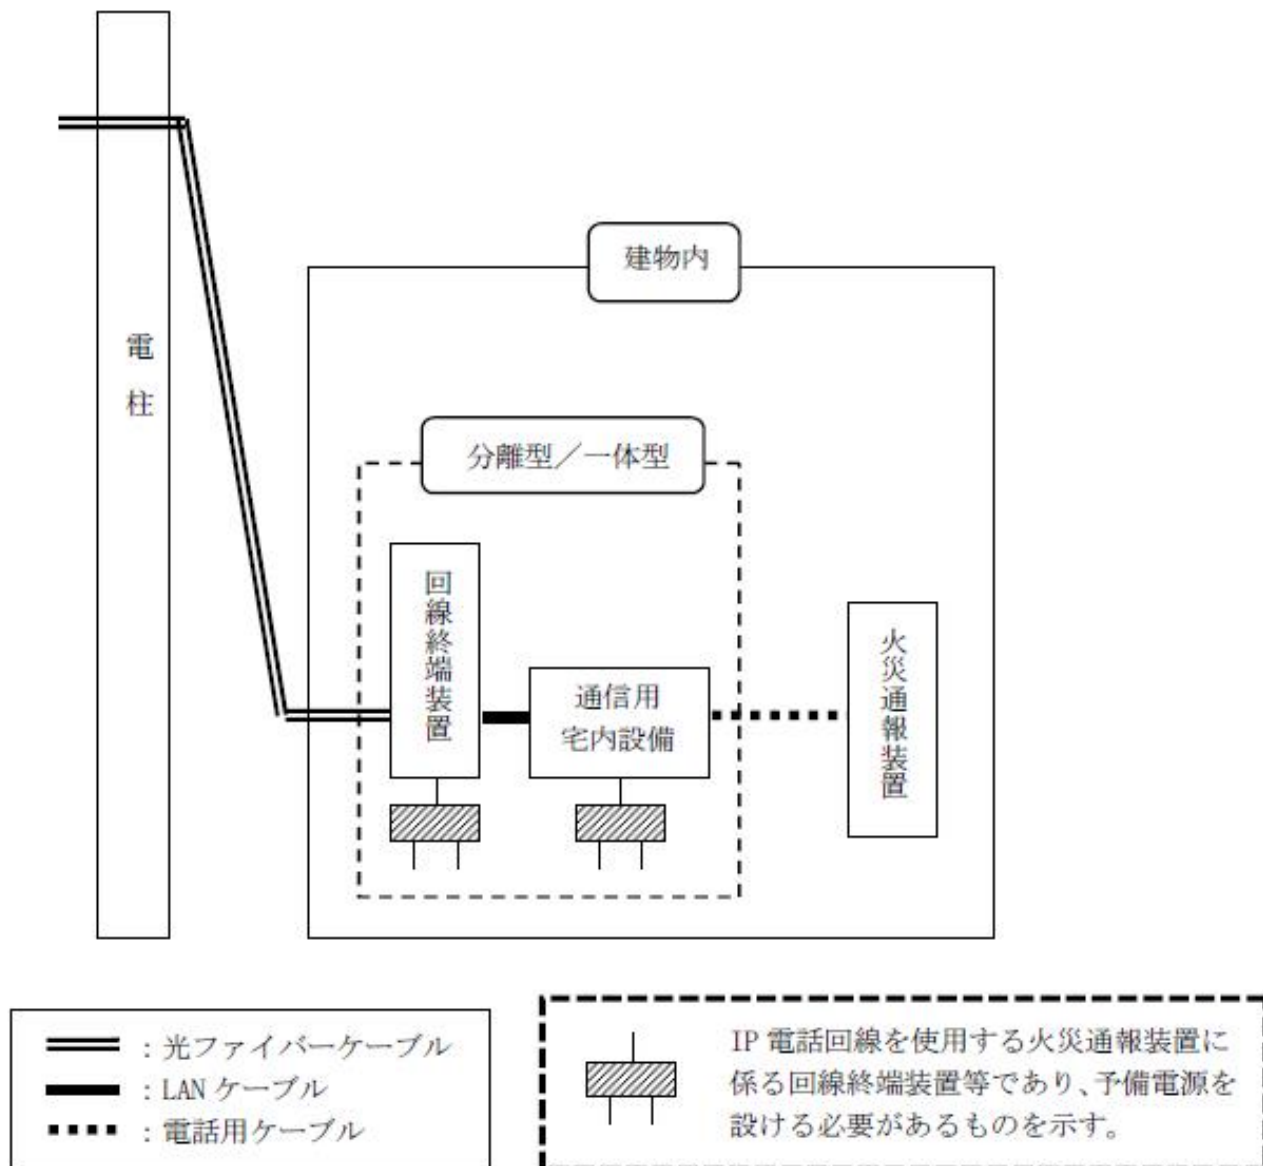 建物内
電柱
分離型／一体型
回線終端装置
通信用
宅内設備
火災通報装置
：光ファイバーケーブル
：LAN ケーブル
：電話用ケーブル
IP 電話回線を使用する火災通報装置に
係る回線終端装置等であり、予備電源を
設ける必要があるものを示す。